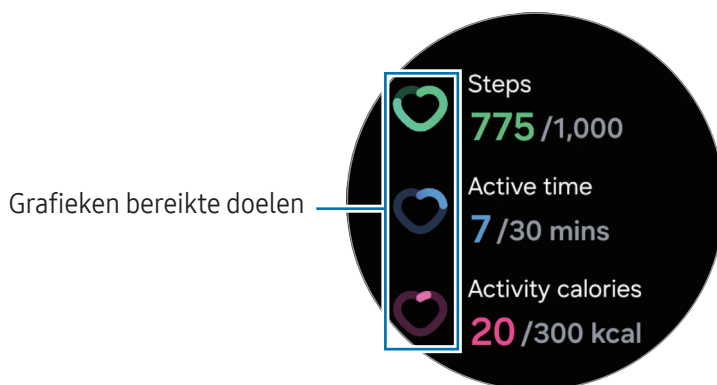 Steps
775 /1,000
Grafieken bereikte doelen
Active time
7 /30 mins
Activity calories
20 /300 kcal